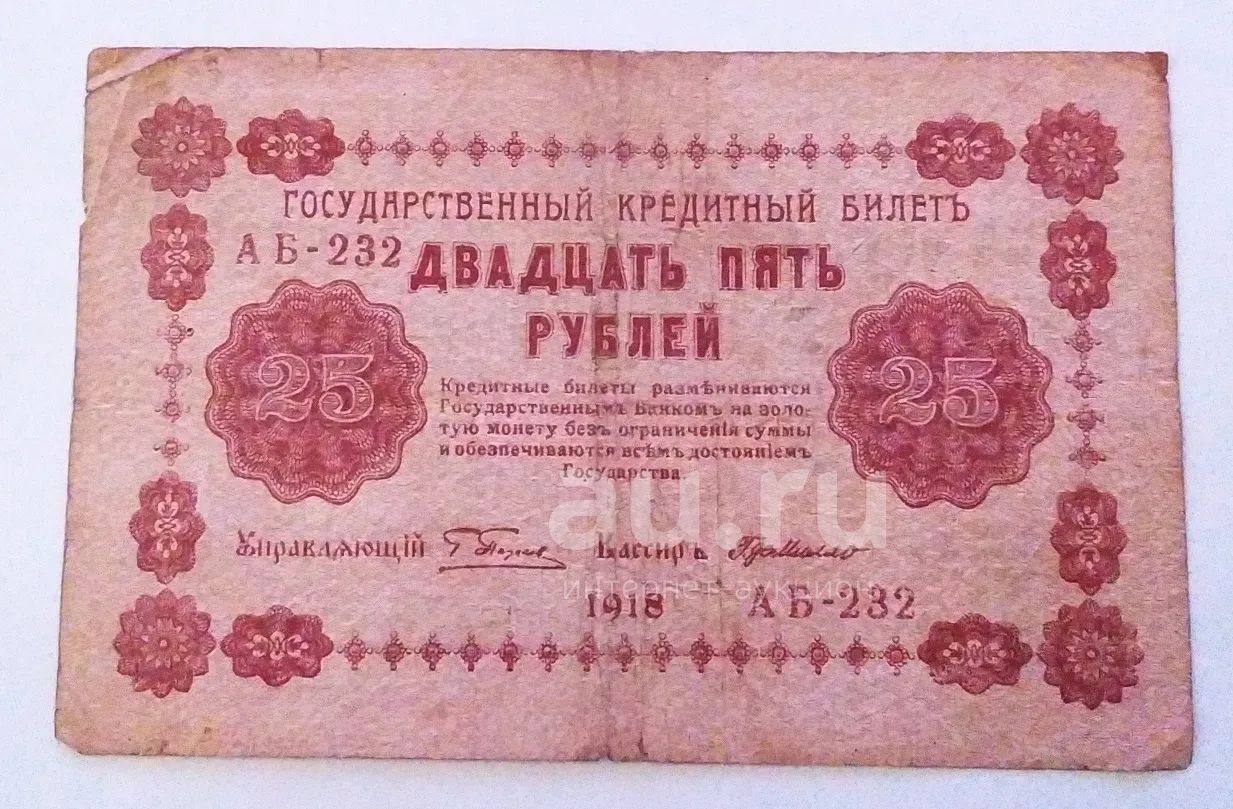 ГОСУДАРСТВЕННЫЙ КРЕДИТНЫЙ БИЛЕТЪ
АБ-232
ДВАДЦАТЬ ПЯТЬ
РУБЛЕЙ
25
25
Кредитные билеты размѣниваются
Государственнымъ Банкомъ на золо-
тую монету безъ ограниченія суммы
и обезпечиваются всѣмъ достояніемъ
Государства.
Управляющій
Кассиръ
1918
АБ-232
au.ru
интернет аукцион